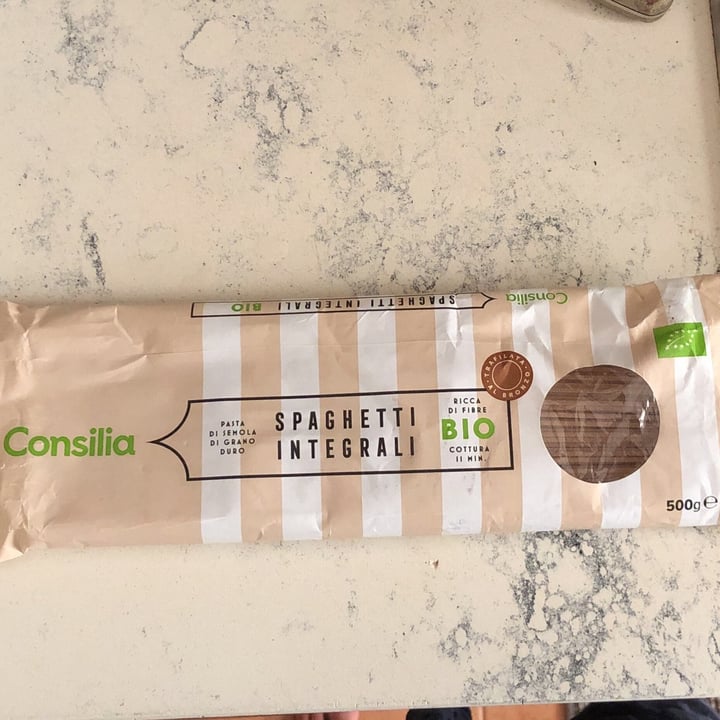 SPAGHETTI INTEGRALI BIO
Consilia
Consilia
PASTA
DI SEMOLA
DI GRANO
DURO
SPAGHETTI
INTEGRALI
RICCA
DI FIBRE
BIO
COTTURA
11 MIN.
TRAFILATA
AL BRONZO
500g e